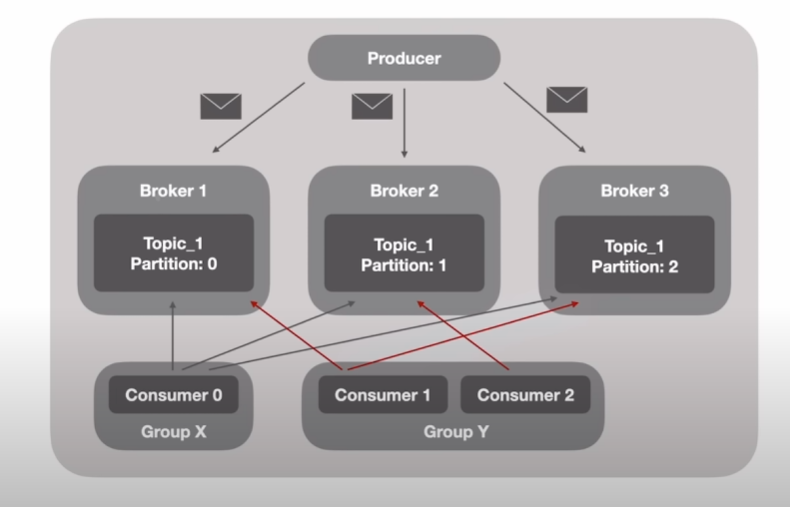 Producer
Broker 1
Topic_1
Partition: 0
Broker 2
Topic_1
Partition: 1
Broker 3
Topic_1
Partition: 2
Consumer 0
Group X
Consumer 1
Consumer 2
Group Y